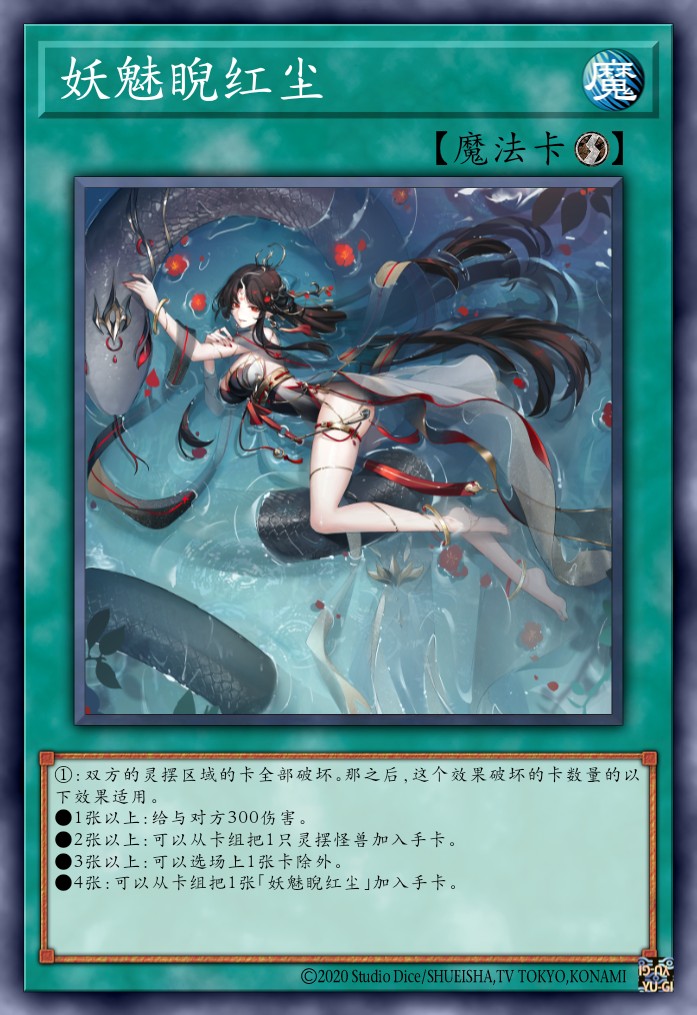 妖魅睨红尘
魔
【魔法卡】
①:双方的灵摆区域的卡全部破坏。那之后,这个效果破坏的卡数量的以
下效果适用。
●1张以上:给与对方300伤害。
●2张以上:可以从卡组把1只灵摆怪兽加入手卡。
●3张以上:可以选场上1张卡除外。
●4张:可以从卡组把1张「妖魅睨红尘」加入手卡。
©2020 Studio Dice/SHUEISHA,TV TOKYO,KONAMI
YU-GI